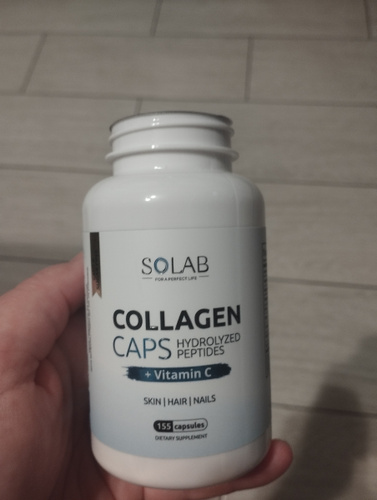 SOLAB
FOR A PERFECT LIFE
COLLAGEN
CAPS HYDROLYZED
PEPTIDES
+ Vitamin C
SKIN | HAIR | NAILS
155 capsules
DIETARY SUPPLEMENT